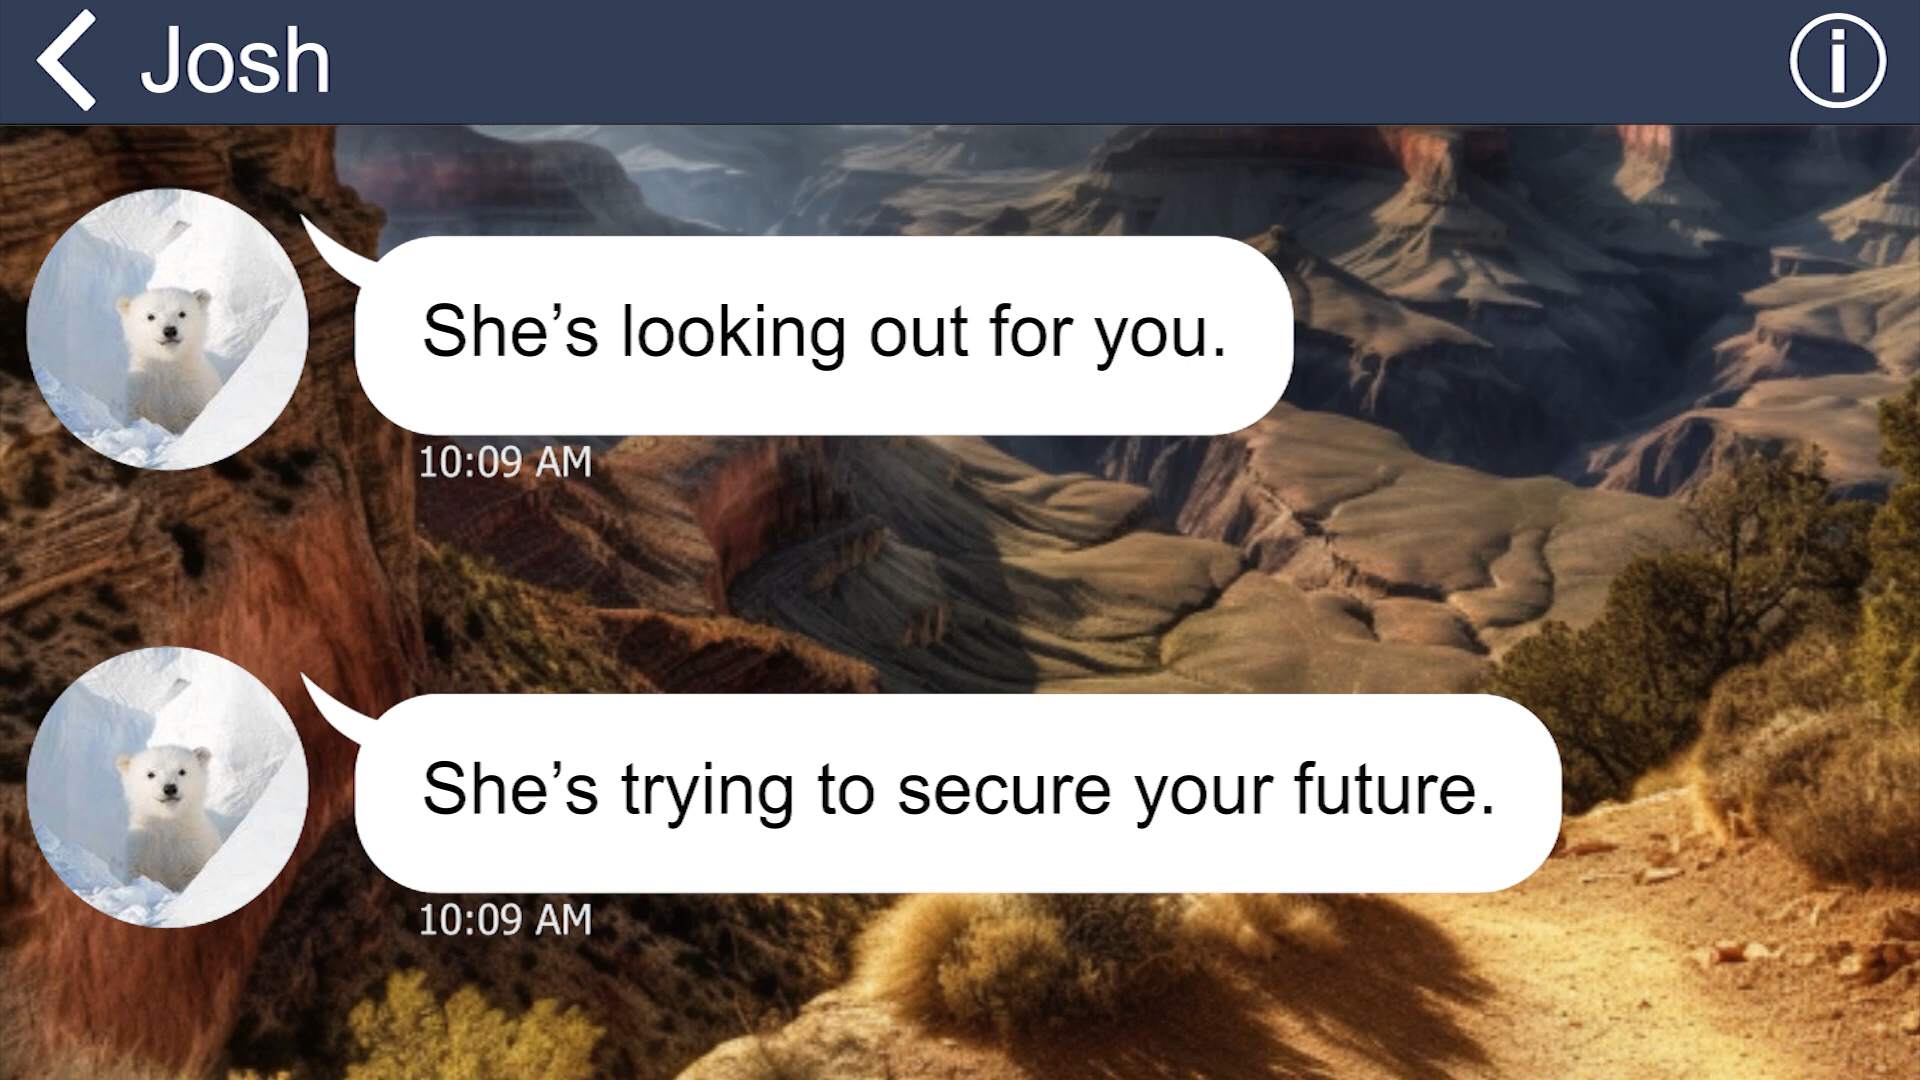 Josh
She’s looking out for you.
10:09 AM
She’s trying to secure your future.
10:09 AM